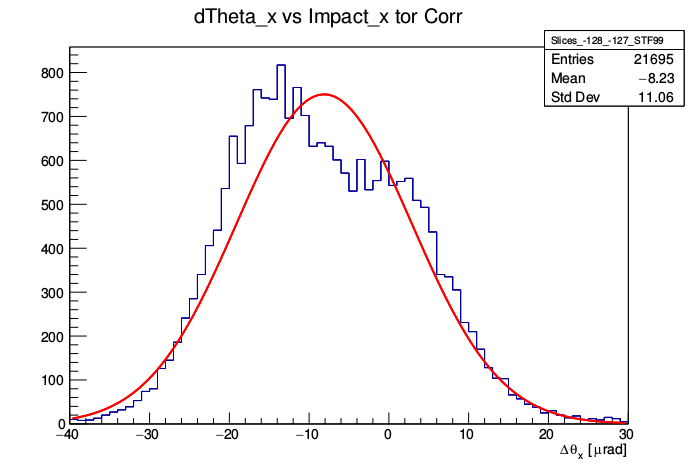 dTheta_x vs Impact_x tor Corr
Slices_-128_-127_STF99
Entries 21695
Mean −8.23
Std Dev 11.06
800
700
600
500
400
300
200
100
0
−40 −30 −20 −10 0 10 20 30
Δθx [μrad]